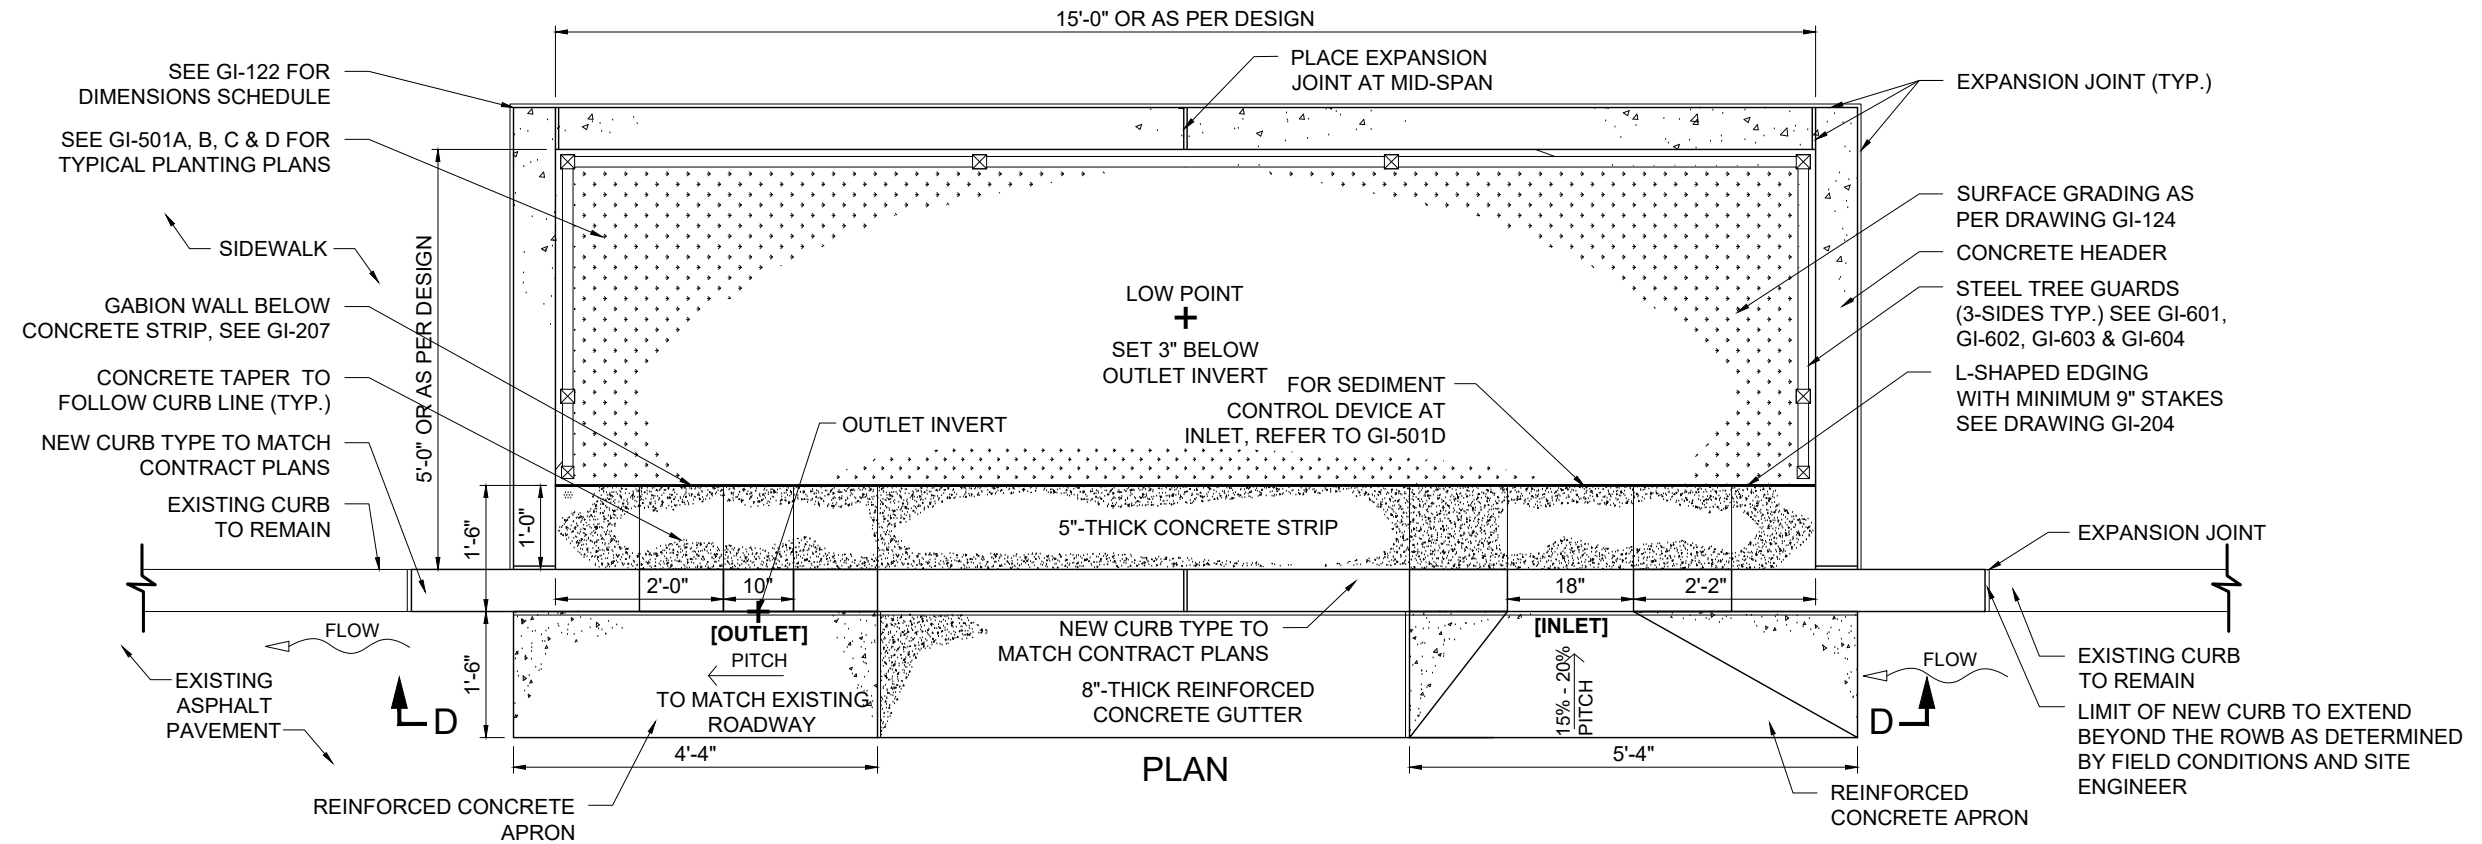 15'-0" OR AS PER DESIGN
SEE GI-122 FOR
DIMENSIONS SCHEDULE
PLACE EXPANSION
JOINT AT MID-SPAN
EXPANSION JOINT (TYP.)
SEE GI-501A, B, C & D FOR
TYPICAL PLANTING PLANS
SIDEWALK
5'-0" OR AS PER DESIGN
SURFACE GRADING AS
PER DRAWING GI-124
CONCRETE HEADER
GABION WALL BELOW
CONCRETE STRIP, SEE GI-207
LOW POINT
SET 3" BELOW
OUTLET INVERT
STEEL TREE GUARDS
(3-SIDES TYP.) SEE GI-601,
GI-602, GI-603 & GI-604
CONCRETE TAPER TO
FOLLOW CURB LINE (TYP.)
FOR SEDIMENT
CONTROL DEVICE AT
INLET, REFER TO GI-501D
L-SHAPED EDGING
WITH MINIMUM 9" STAKES
SEE DRAWING GI-204
OUTLET INVERT
NEW CURB TYPE TO MATCH
CONTRACT PLANS
EXISTING CURB
TO REMAIN
1'-6"
1'-0"
5"-THICK CONCRETE STRIP
EXPANSION JOINT
2'-0"
10"
18"
2'-2"
FLOW
[OUTLET]
PITCH
TO MATCH EXISTING
ROADWAY
1'-6"
NEW CURB TYPE TO
MATCH CONTRACT PLANS
8"-THICK REINFORCED
CONCRETE GUTTER
[INLET]
15% - 20%
PITCH
FLOW
EXISTING CURB
TO REMAIN
EXISTING
ASPHALT
PAVEMENT
D
D
LIMIT OF NEW CURB TO EXTEND
BEYOND THE ROWB AS DETERMINED
BY FIELD CONDITIONS AND SITE
ENGINEER
4'-4"
PLAN
5'-4"
REINFORCED CONCRETE
APRON
REINFORCED
CONCRETE APRON